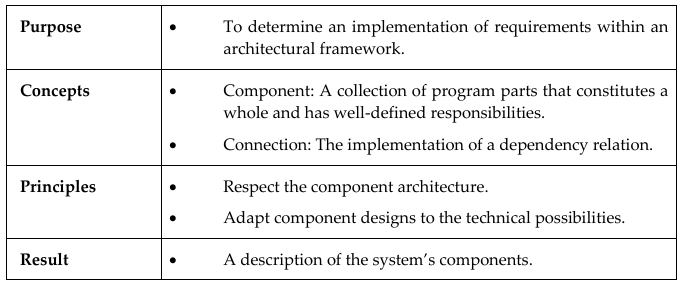 Purpose • To determine an implementation of requirements within an
architectural framework.
Concepts • Component: A collection of program parts that constitutes a
whole and has well-defined responsibilities.
• Connection: The implementation of a dependency relation.
Principles • Respect the component architecture.
• Adapt component designs to the technical possibilities.
Result • A description of the system’s components.